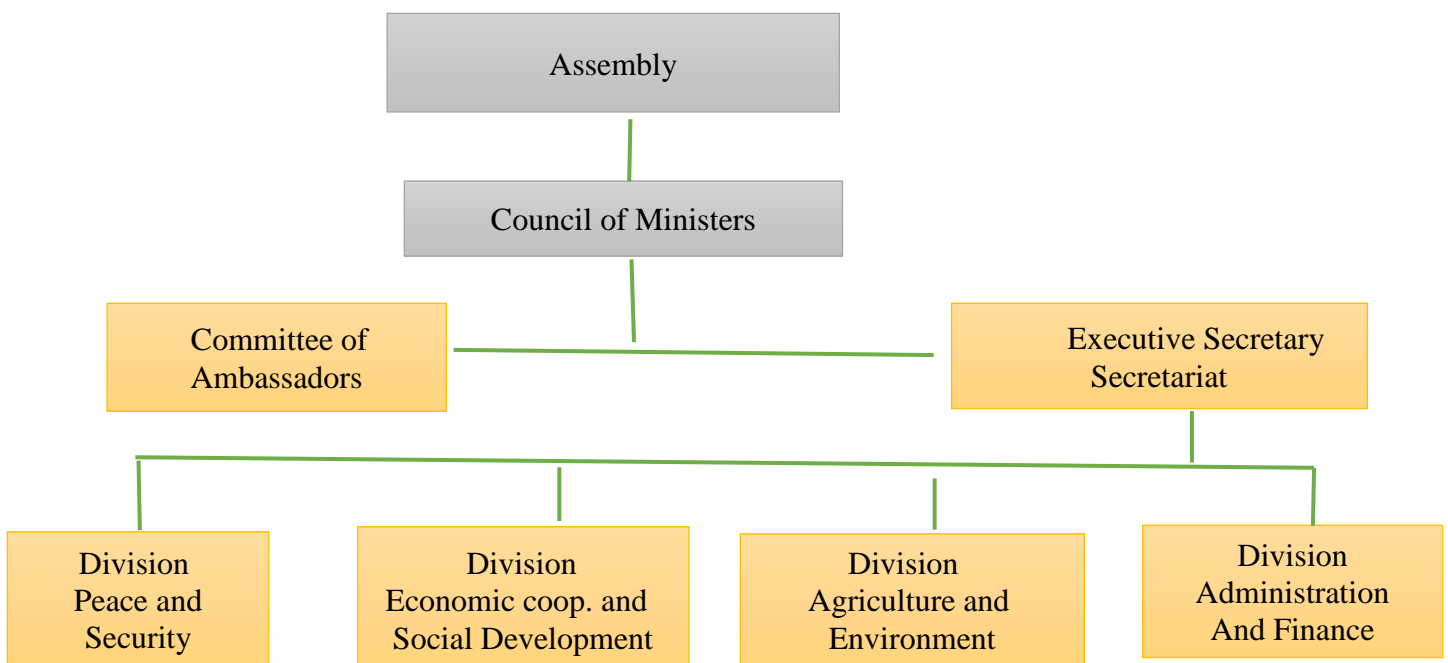 Assembly
Council of Ministers
Committee of
Ambassadors
Executive Secretary
Secretariat
Division
Peace and
Security
Division
Economic coop. and
Social Development
Division
Agriculture and
Environment
Division
Administration
And Finance